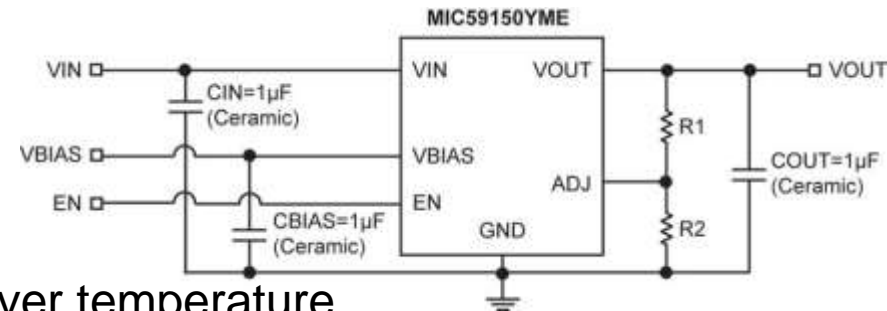 MIC59150YME
VIN VIN VOUT VOUT
CIN=1µF
(Ceramic)
R1
VBIAS VBIAS
COUT=1µF
(Ceramic)
ADJ
EN EN
CBIAS=1µF
(Ceramic)
GND
R2
ver temperature